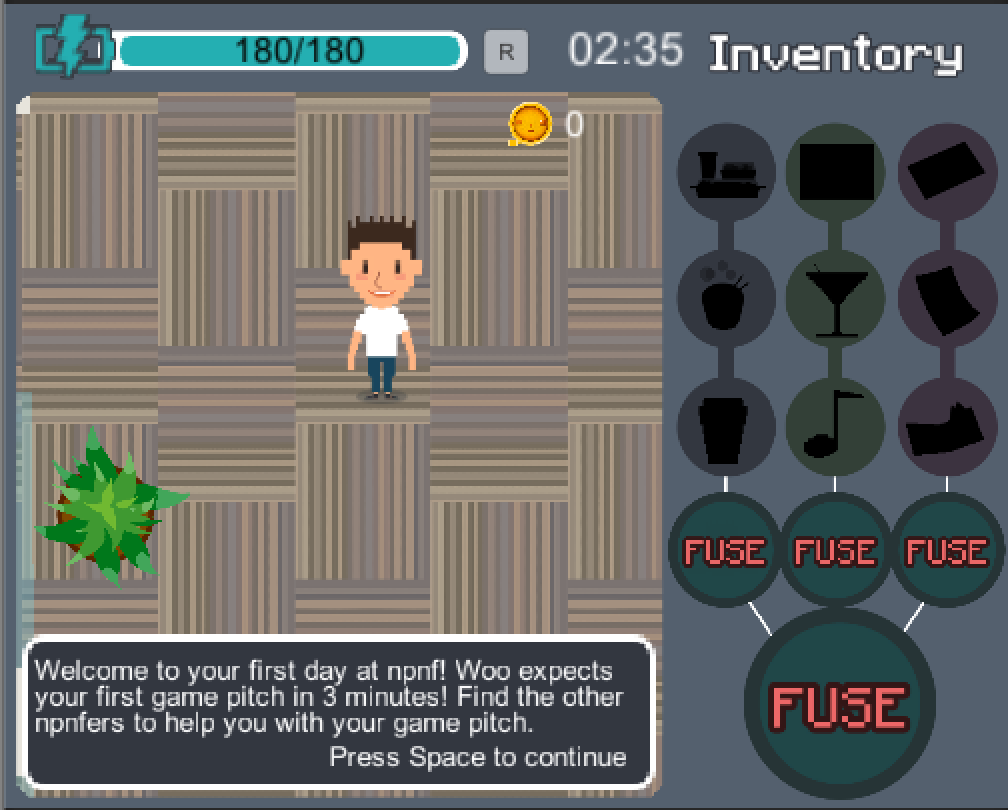 180/180
R
02:35
Inventory
0
FUSE FUSE FUSE
FUSE
Welcome to your first day at npnf! Woo expects
your first game pitch in 3 minutes! Find the other
npnfers to help you with your game pitch.
Press Space to continue